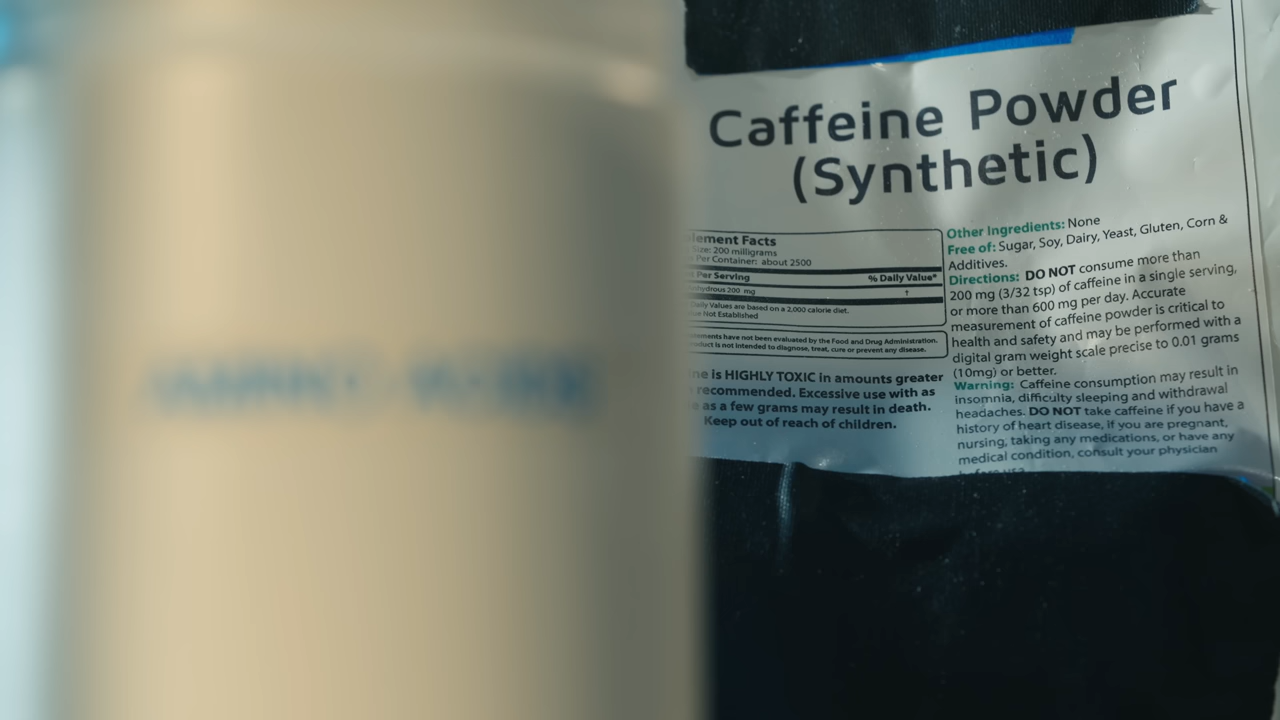 Caffeine Powder
(Synthetic)
Facts
Size: 200 milligrams
Per Container: about 2500
Per Serving % Daily Value*
200 mg †
Daily Values are based on a 2,000 calorie diet.
Not Established
have not been evaluated by the Food and Drug Administration.
is not intended to diagnose, treat, cure or prevent any disease.
is HIGHLY TOXIC in amounts greater
recommended. Excessive use with as
as a few grams may result in death.
Keep out of reach of children.
Other Ingredients: None
Free of: Sugar, Soy, Dairy, Yeast, Gluten, Corn &
Additives.
Directions: DO NOT consume more than
200 mg (3/32 tsp) of caffeine in a single serving,
or more than 600 mg per day. Accurate
measurement of caffeine powder is critical to
health and safety and may be performed with a
digital gram weight scale precise to 0.01 grams
(10mg) or better.
Warning: Caffeine consumption may result in
insomnia, difficulty sleeping and withdrawal
headaches. DO NOT take caffeine if you have a
history of heart disease, if you are pregnant,
nursing, taking any medications, or have any
medical condition, consult your physician